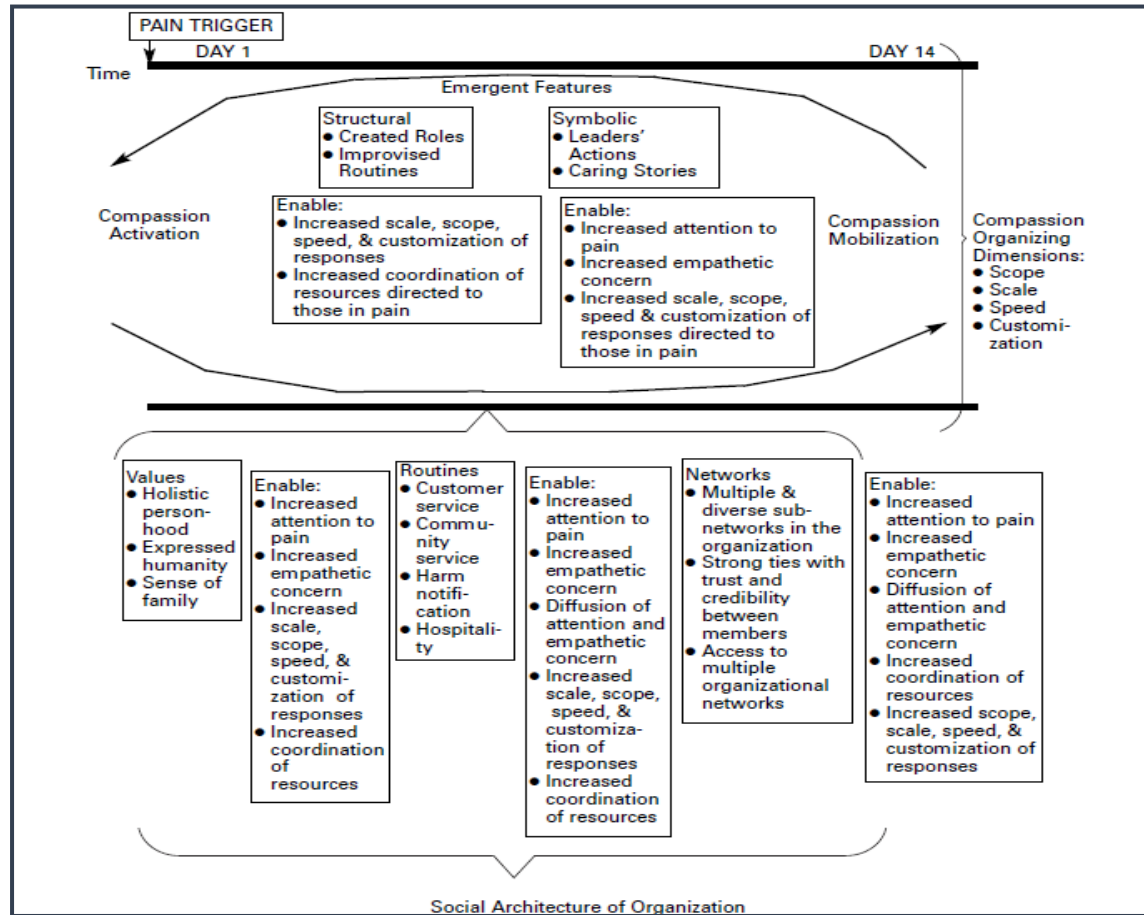 PAIN TRIGGER
DAY 1
DAY 14
Time
Emergent Features
Structural
● Created Roles
● Improvised
Routines
Symbolic
● Leaders’
Actions
● Caring Stories
Compassion
Activation
Enable:
● Increased scale, scope,
speed, & customization of
responses
● Increased coordination of
resources directed to
those in pain
Enable:
● Increased attention to
pain
● Increased empathetic
concern
● Increased scale, scope,
speed & customization of
responses directed to
those in pain
Compassion
Mobilization
Compassion
Organizing
Dimensions:
● Scope
● Scale
● Speed
● Customi-
zation
Values
● Holistic
person-
hood
● Expressed
humanity
● Sense of
family
Enable:
● Increased
attention to
pain
● Increased
empathetic
concern
● Increased
scale,
scope,
speed, &
customi-
zation of
responses
● Increased
coordination
of
resources
Routines
● Customer
service
● Commu-
nity
service
● Harm
notifi-
cation
● Hospitali-
ty
Enable:
● Increased
attention to
pain
● Increased
empathetic
concern
● Diffusion of
attention and
empathetic
concern
● Increased
scale, scope,
speed, &
customiza-
tion of
responses
● Increased
coordination
of resources
Networks
● Multiple &
diverse sub-
networks in the
organization
● Strong ties with
trust and
credibility
between
members
● Access to
multiple
organizational
networks
Enable:
● Increased
attention to pain
● Increased
empathetic
concern
● Diffusion of
attention and
empathetic
concern
● Increased
coordination of
resources
● Increased scope,
scale, speed, &
customization of
responses
Social Architecture of Organization